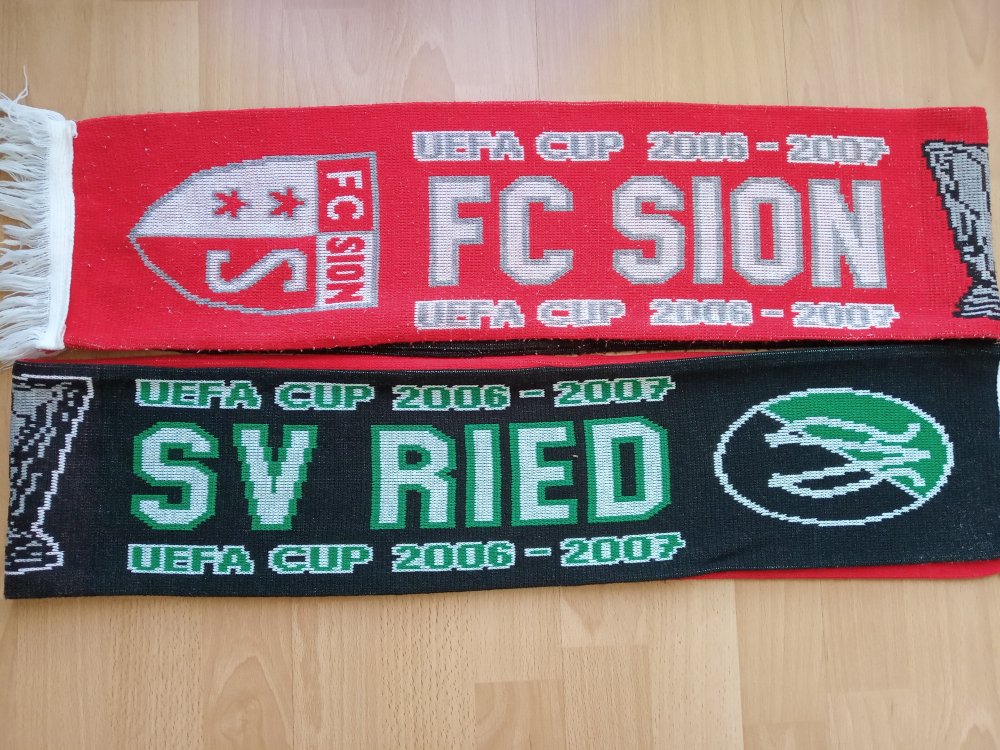 UEFA CUP 2006 - 2007
FC SION
UEFA CUP 2006 - 2007
FC SION
S
UEFA CUP 2006 - 2007
SV RIED
UEFA CUP 2006 - 2007